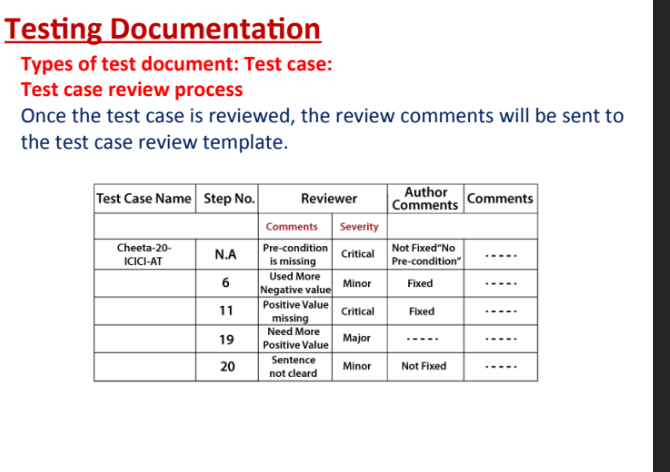 Testing Documentation
Types of test document: Test case:
Test case review process
Once the test case is reviewed, the review comments will be sent to
the test case review template.
Test Case Name Step No. Reviewer Author Comments Comments
Comments Severity
Cheeta-20-ICICI-AT N.A Pre-condition is missing Critical Not Fixed"No Pre-condition" -----
6 Used More Negative value Minor Fixed -----
11 Positive Value missing Critical Fixed -----
19 Need More Positive Value Major ----- -----
20 Sentence not cleard Minor Not Fixed -----